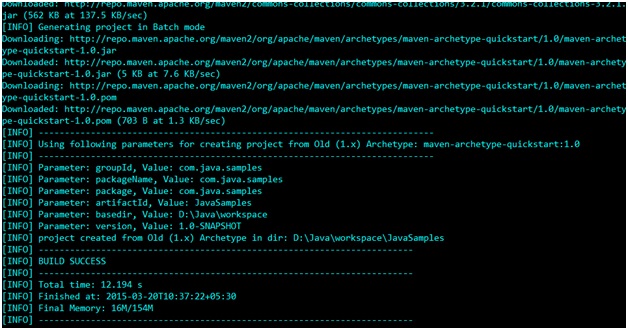 Downloaded: http://repo.maven.apache.org/maven2/commons-collections/commons-collections/3.2.1/commons-collections-3.2.1.
jar (562 KB at 137.5 KB/sec)
[INFO] Generating project in Batch mode
Downloading: http://repo.maven.apache.org/maven2/org/apache/maven/archetypes/maven-archetype-quickstart/1.0/maven-archet
ype-quickstart-1.0.jar
Downloaded: http://repo.maven.apache.org/maven2/org/apache/maven/archetypes/maven-archetype-quickstart/1.0/maven-archety
pe-quickstart-1.0.jar (5 KB at 7.6 KB/sec)
Downloading: http://repo.maven.apache.org/maven2/org/apache/maven/archetypes/maven-archetype-quickstart/1.0/maven-archet
ype-quickstart-1.0.pom
Downloaded: http://repo.maven.apache.org/maven2/org/apache/maven/archetypes/maven-archetype-quickstart/1.0/maven-archety
pe-quickstart-1.0.pom (703 B at 1.3 KB/sec)
[INFO] ----------------------------------------------------------------------------
[INFO] Using following parameters for creating project from Old (1.x) Archetype: maven-archetype-quickstart:1.0
[INFO] ----------------------------------------------------------------------------
[INFO] Parameter: groupId, Value: com.java.samples
[INFO] Parameter: packageName, Value: com.java.samples
[INFO] Parameter: package, Value: com.java.samples
[INFO] Parameter: artifactId, Value: JavaSamples
[INFO] Parameter: basedir, Value: D:\Java\workspace
[INFO] Parameter: version, Value: 1.0-SNAPSHOT
[INFO] project created from Old (1.x) Archetype in dir: D:\Java\workspace\JavaSamples
[INFO] ------------------------------------------------------------------------
[INFO] BUILD SUCCESS
[INFO] ------------------------------------------------------------------------
[INFO] Total time: 12.194 s
[INFO] Finished at: 2015-03-20T10:37:22+05:30
[INFO] Final Memory: 16M/154M
[INFO] ------------------------------------------------------------------------